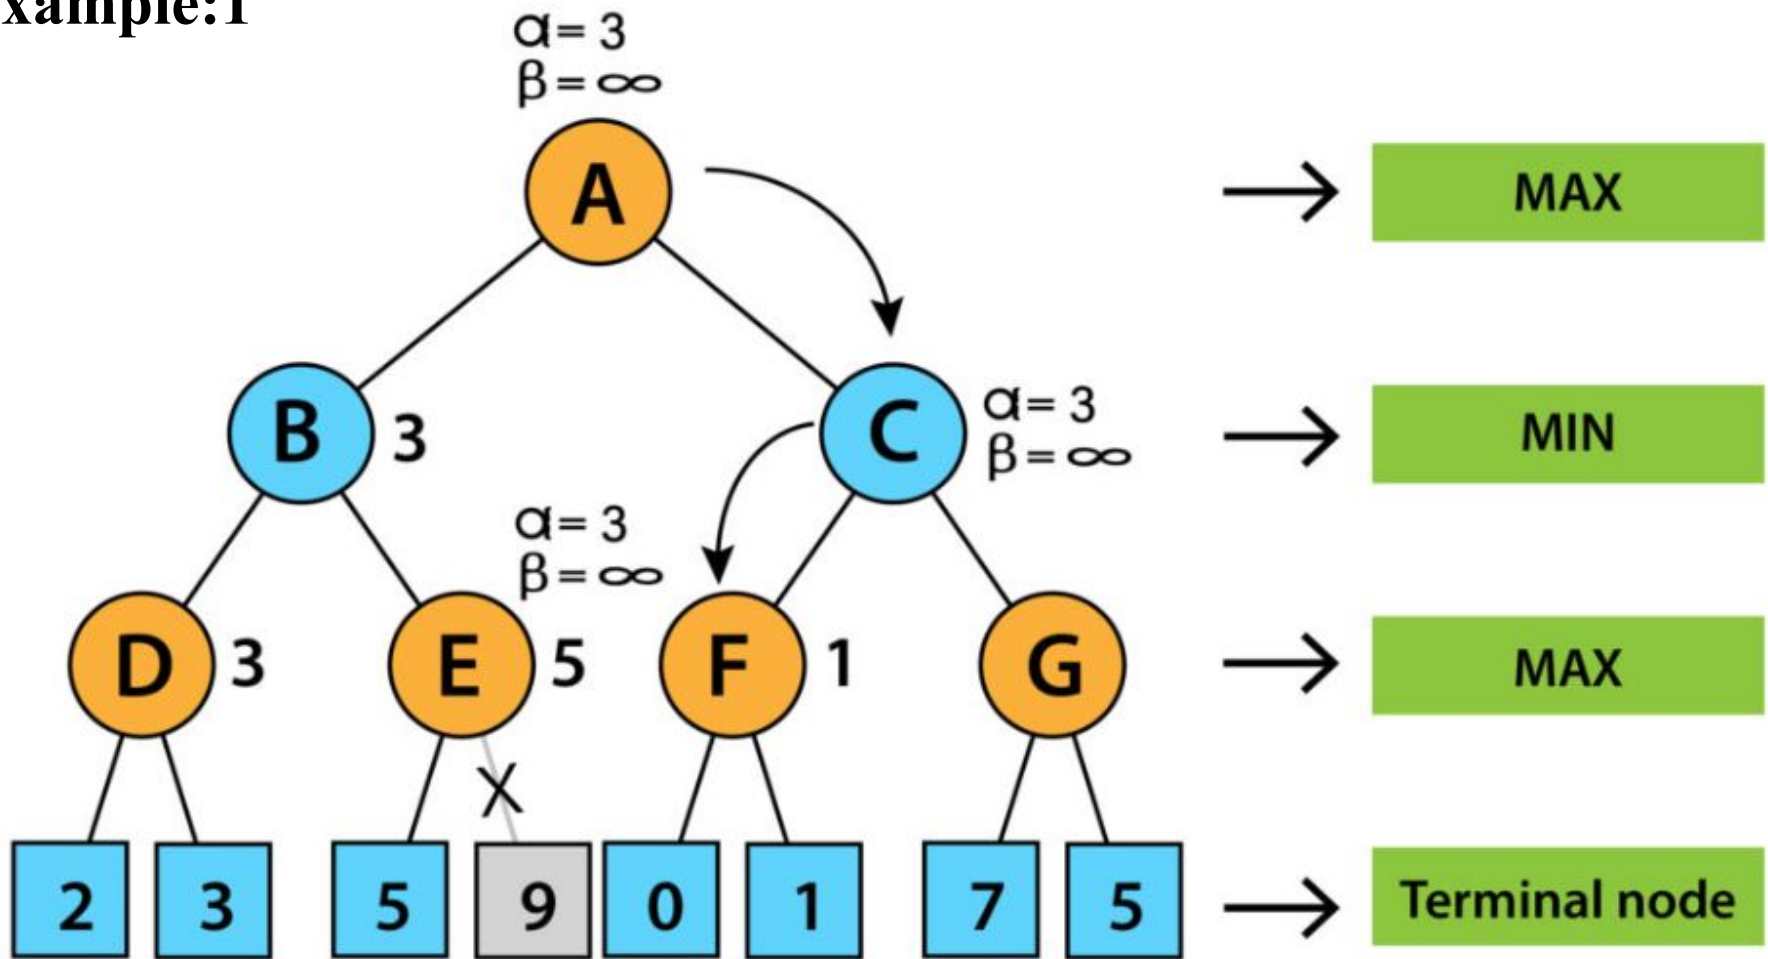 xample:1
α= 3
β= ∞
A
MAX
B 3
C
α= 3
β= ∞
MIN
α= 3
β= ∞
D 3
E 5
F 1
G
MAX
X
2
3
5
9
0
1
7
5
Terminal node